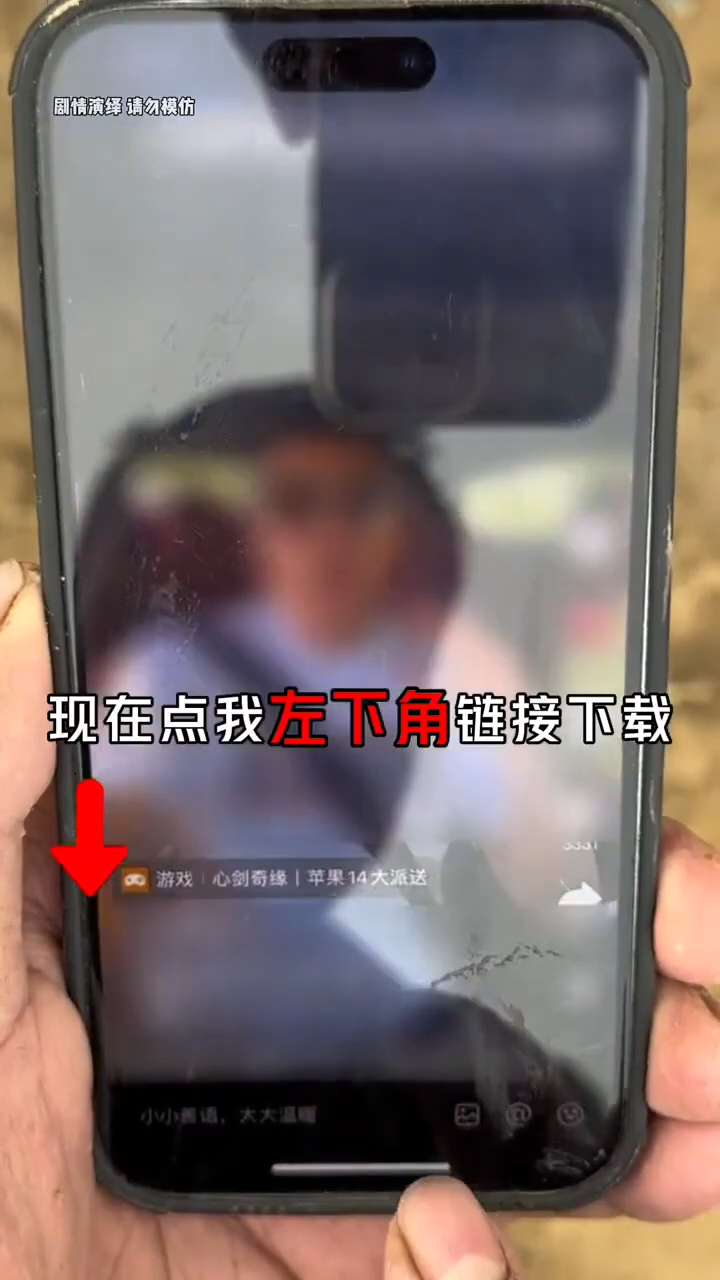 剧情演绎 请勿模仿
现在点我左下角链接下载
3331
游戏 | 心剑奇缘 | 苹果14大派送
小小善语，大大温暖